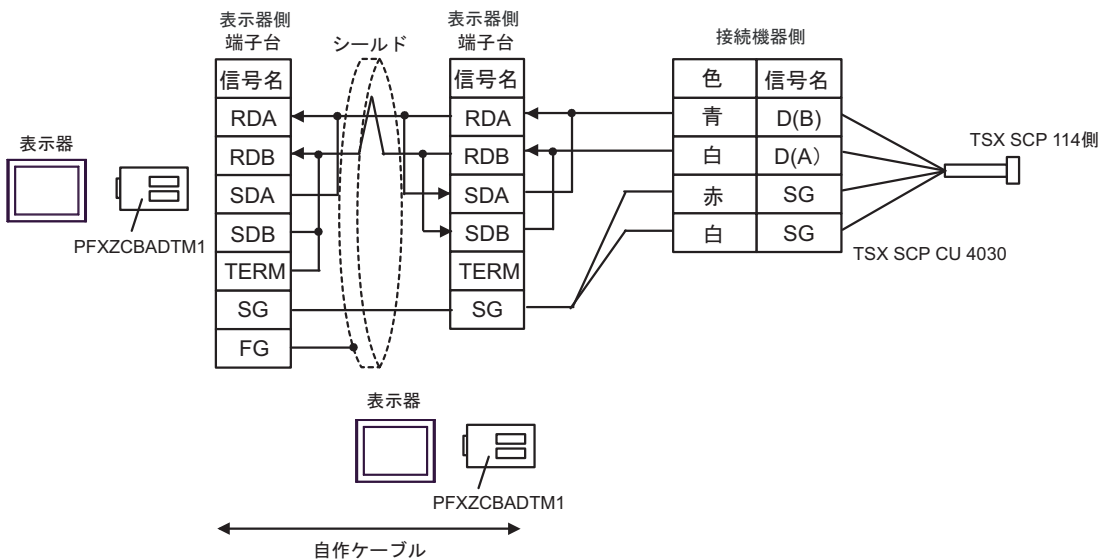 表示器側
端子台
信号名
RDA
RDB
SDA
SDB
TERM
SG
FG
シールド
表示器側
端子台
信号名
RDA
RDB
SDA
SDB
TERM
SG
接続機器側
色 信号名
青 D(B)
白 D(A）
赤 SG
白 SG
TSX SCP 114側
TSX SCP CU 4030
表示器
PFXZCBADTM1
表示器
PFXZCBADTM1
自作ケーブル